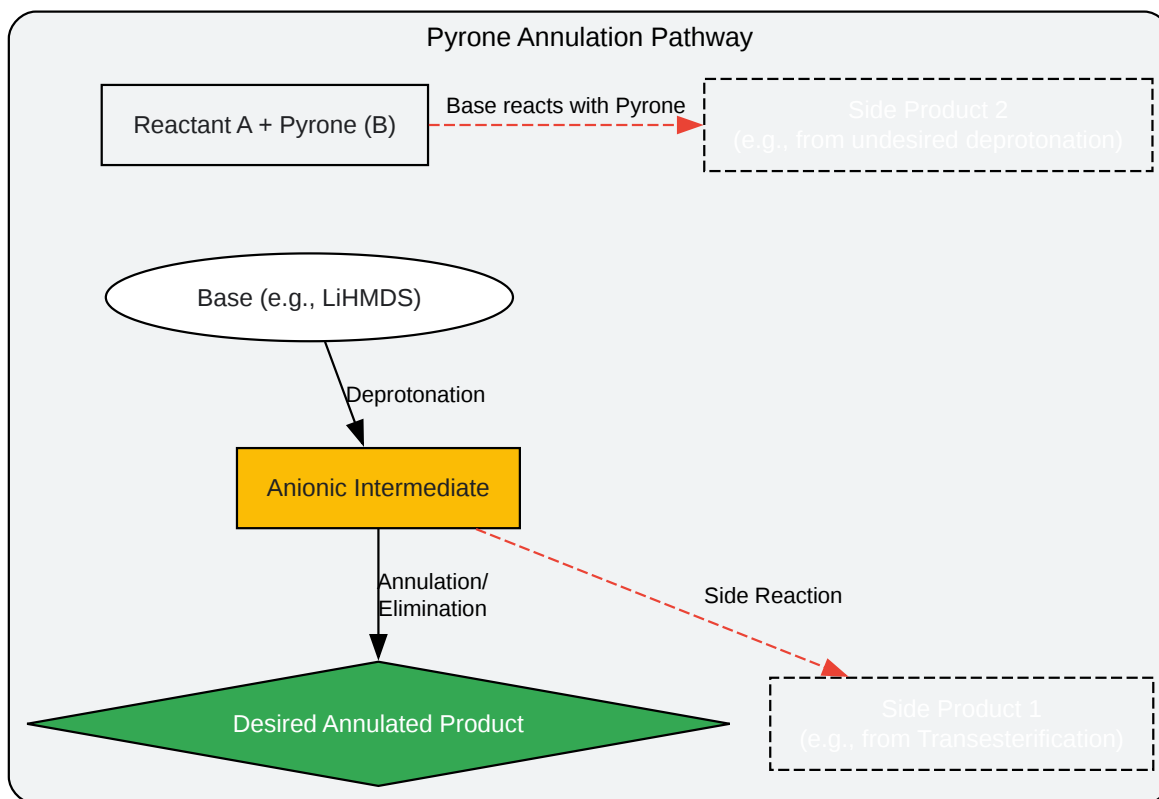 Pyrone Annulation Pathway
Reactant A + Pyrone (B)
Base reacts with Pyrone
Side Product 2
(e.g., from undesired deprotonation)
Base (e.g., LiHMDS)
Deprotonation
Anionic Intermediate
Annulation/
Elimination
Side Reaction
Desired Annulated Product
Side Product 1
(e.g., from Transesterification)